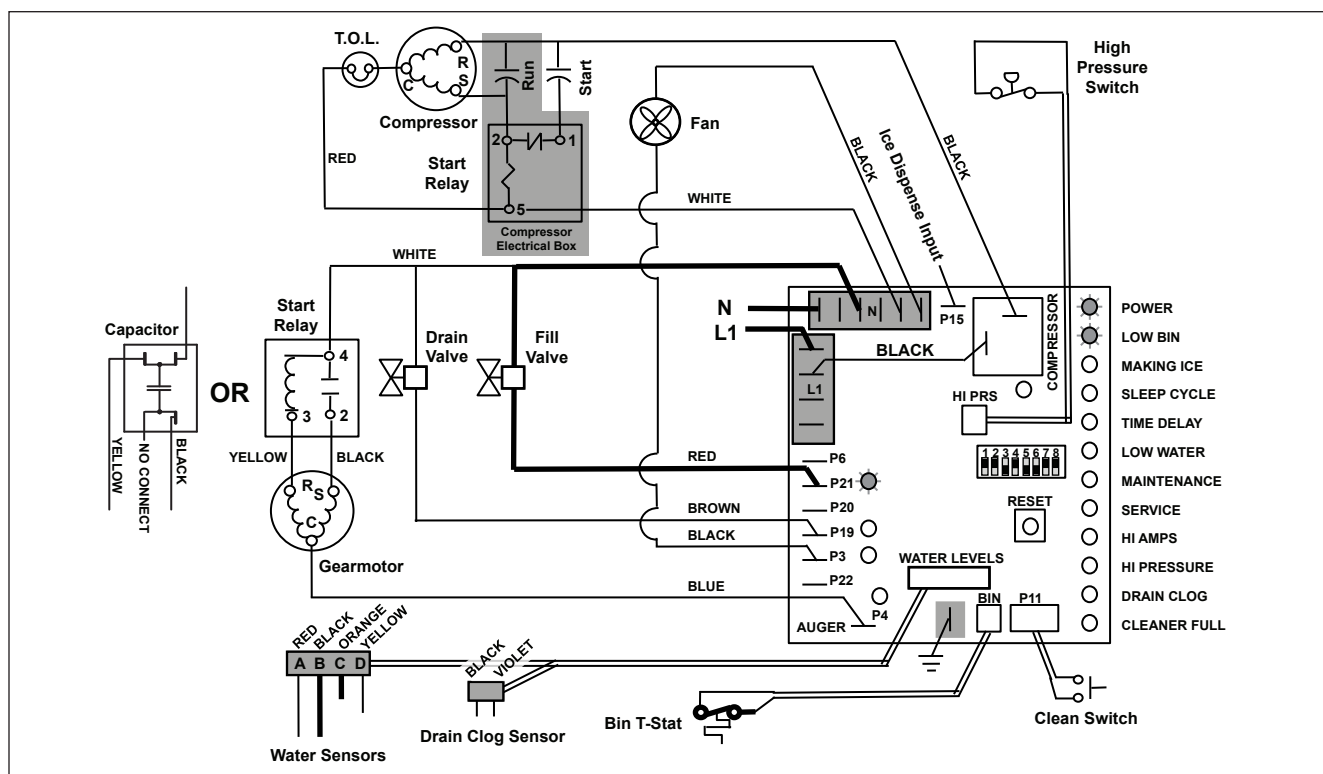 T.O.L.
R
S
C
Compressor
Run
Start
2
1
5
Start
Relay
Compressor
Electrical Box
RED
WHITE
Fan
BLACK
Ice Dispense Input
BLACK
High
Pressure
Switch
WHITE
Capacitor
OR
YELLOW
NO CONNECT
BLACK
Start
Relay
4
3
2
YELLOW
BLACK
R
S
C
Gearmotor
Drain
Valve
Fill
Valve
N
L1
N
L1
BLACK
P15
COMPRESSOR
HI PRS
1 2 3 4 5 6 7 8
RESET
RED
BROWN
BLACK
BLUE
P6
P21
P20
P19
P3
P22
P4
AUGER
WATER LEVELS
BIN
P11
POWER
LOW BIN
MAKING ICE
SLEEP CYCLE
TIME DELAY
LOW WATER
MAINTENANCE
SERVICE
HI AMPS
HI PRESSURE
DRAIN CLOG
CLEANER FULL
RED
BLACK
ORANGE
YELLOW
A B C D
Water Sensors
BLACK
VIOLET
Drain Clog Sensor
Bin T-Stat
Clean Switch